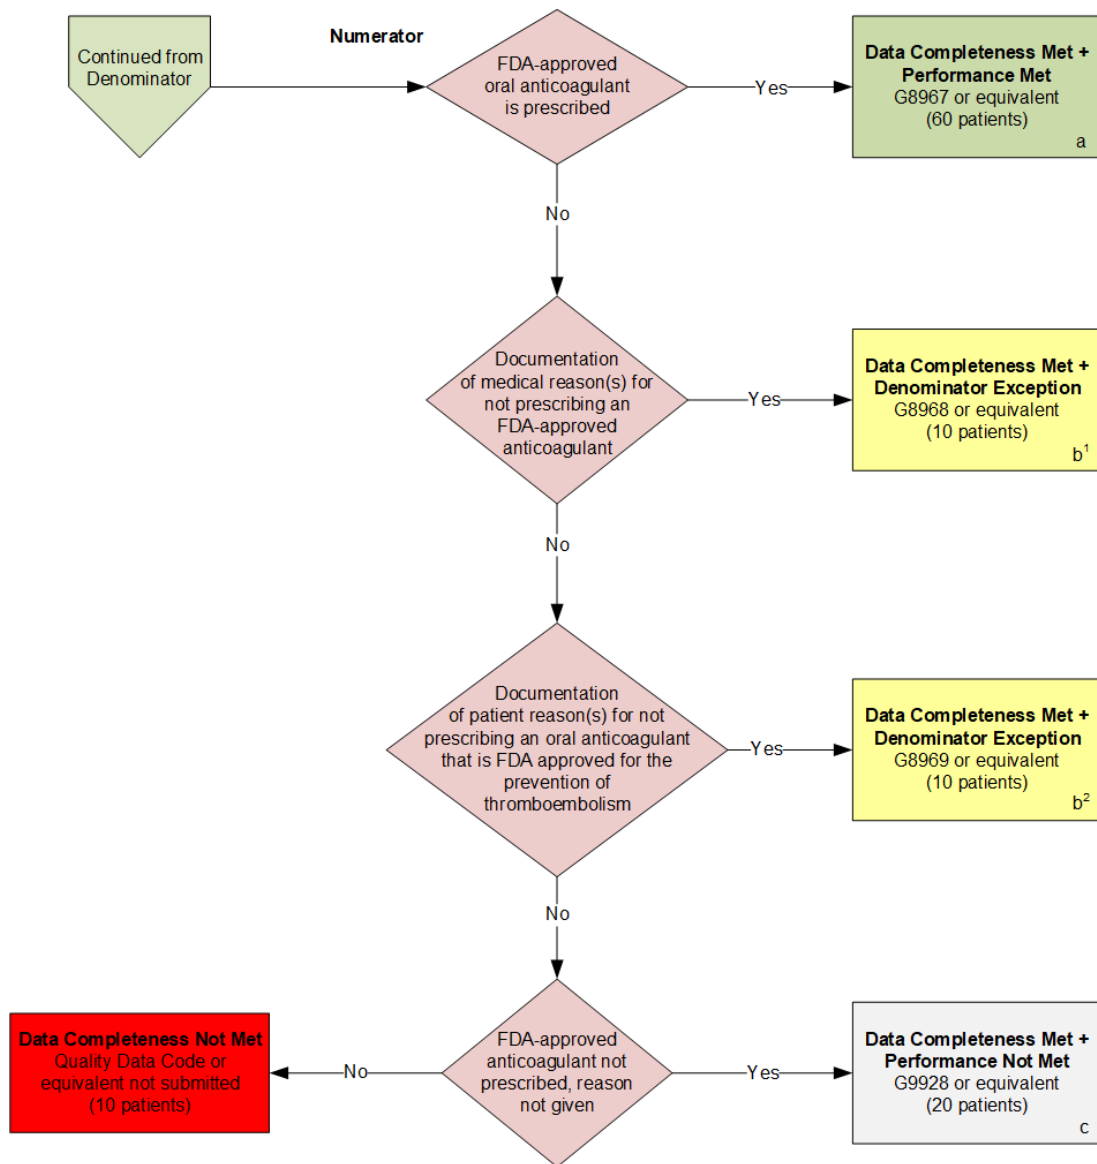 Continued from
Denominator
Numerator
FDA-approved
oral anticoagulant
is prescribed
Yes
Data Completeness Met +
Performance Met
G8967 or equivalent
(60 patients)
a
No
Documentation
of medical reason(s) for
not prescribing an
FDA-approved
anticoagulant
Yes
Data Completeness Met +
Denominator Exception
G8968 or equivalent
(10 patients)
b¹
No
Documentation
of patient reason(s) for not
prescribing an oral anticoagulant
that is FDA approved for the
prevention of
thromboembolism
Yes
Data Completeness Met +
Denominator Exception
G8969 or equivalent
(10 patients)
b²
No
FDA-approved
anticoagulant not
prescribed, reason
not given
No
Data Completeness Not Met
Quality Data Code or
equivalent not submitted
(10 patients)
Yes
Data Completeness Met +
Performance Not Met
G9928 or equivalent
(20 patients)
c